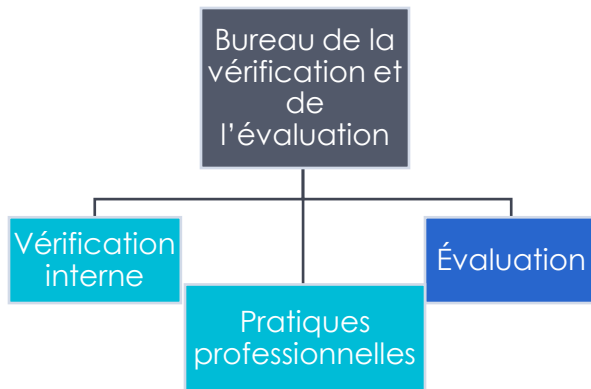 Bureau de la
vérification et
de
l’évaluation
Vérification
interne
Évaluation
Pratiques
professionnelles